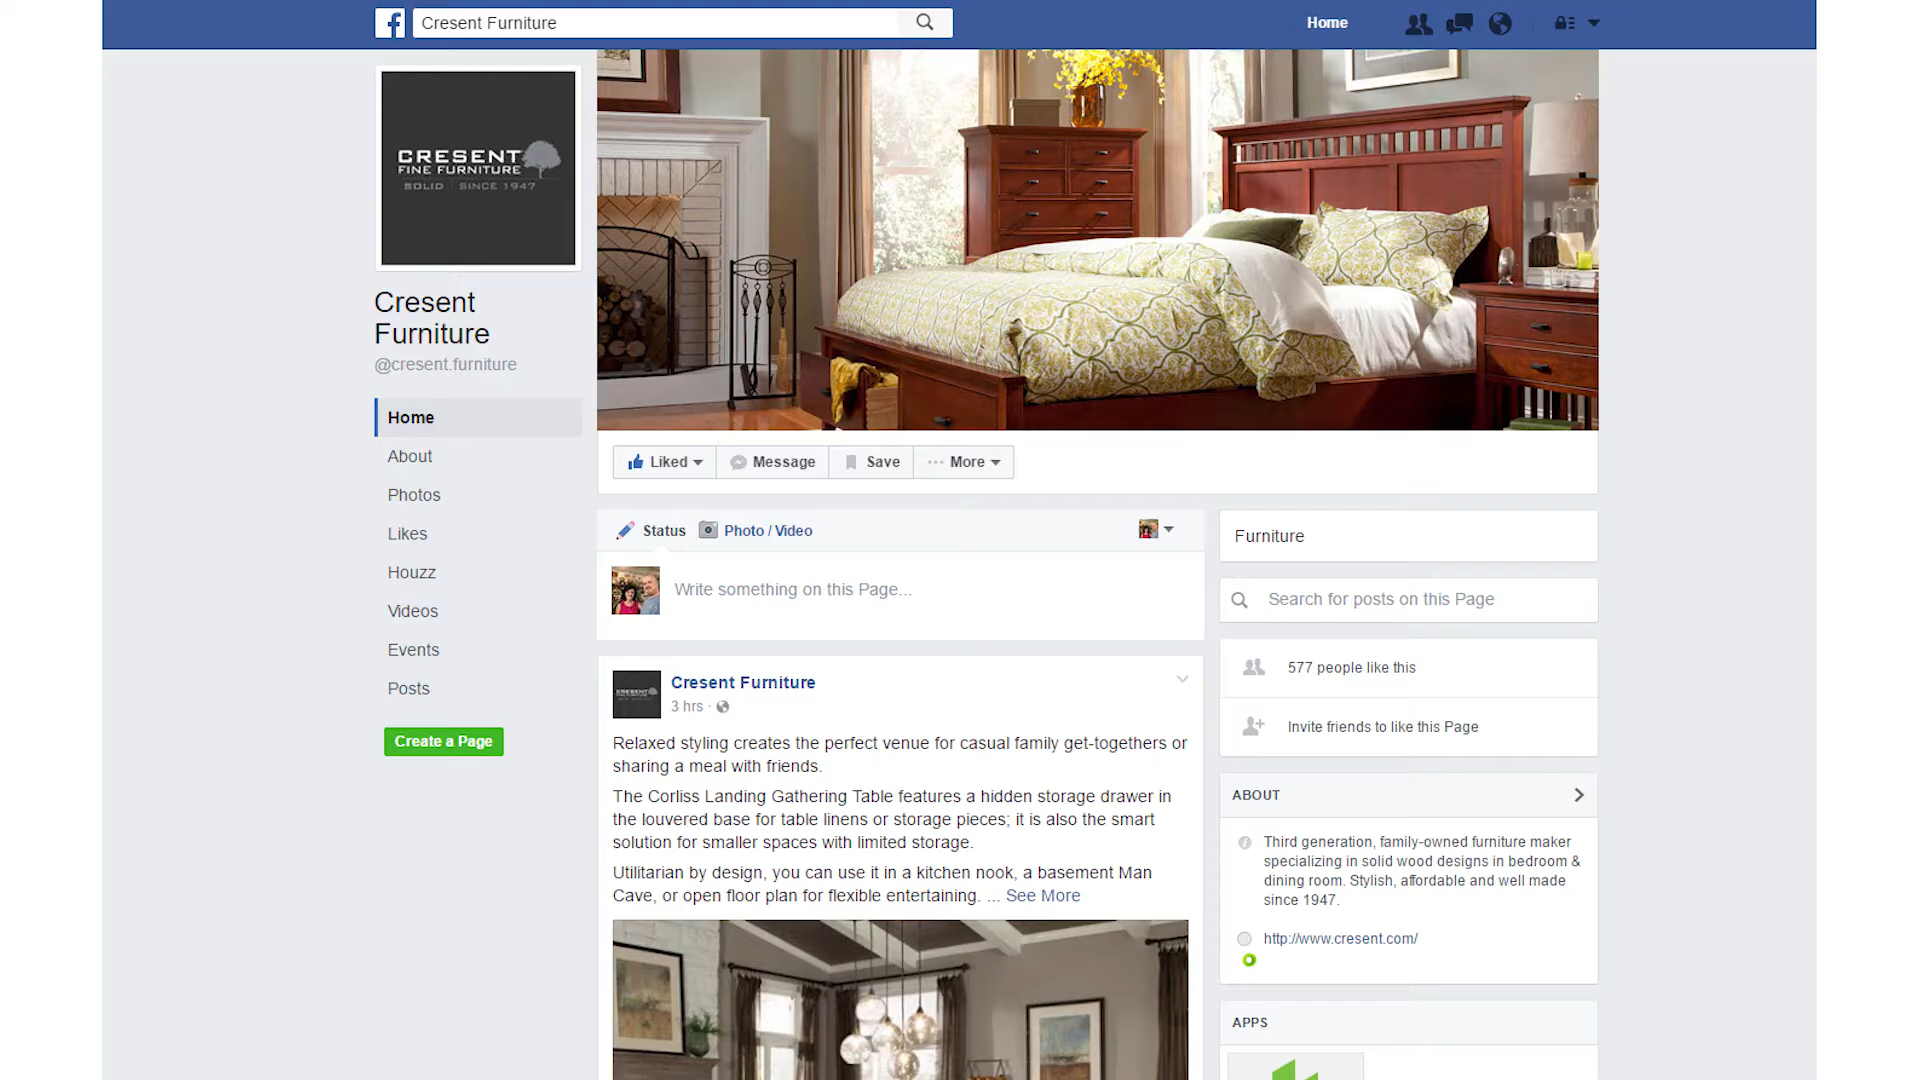 Cresent Furniture
Home
CRESENT
FINE FURNITURE
SOLID | SINCE 1947
Cresent
Furniture
@cresent.furniture
Home
About
Photos
Likes
Houzz
Videos
Events
Posts
Create a Page
Liked
Message
Save
More
Status
Photo / Video
Write something on this Page...
CRESENT
Cresent Furniture
3 hrs ·
Relaxed styling creates the perfect venue for casual family get-togethers or
sharing a meal with friends.
The Corliss Landing Gathering Table features a hidden storage drawer in
the louvered base for table linens or storage pieces; it is also the smart
solution for smaller spaces with limited storage.
Utilitarian by design, you can use it in a kitchen nook, a basement Man
Cave, or open floor plan for flexible entertaining. ... See More
Furniture
Search for posts on this Page
577 people like this
Invite friends to like this Page
ABOUT
Third generation, family-owned furniture maker
specializing in solid wood designs in bedroom &
dining room. Stylish, affordable and well made
since 1947.
http://www.cresent.com/
APPS